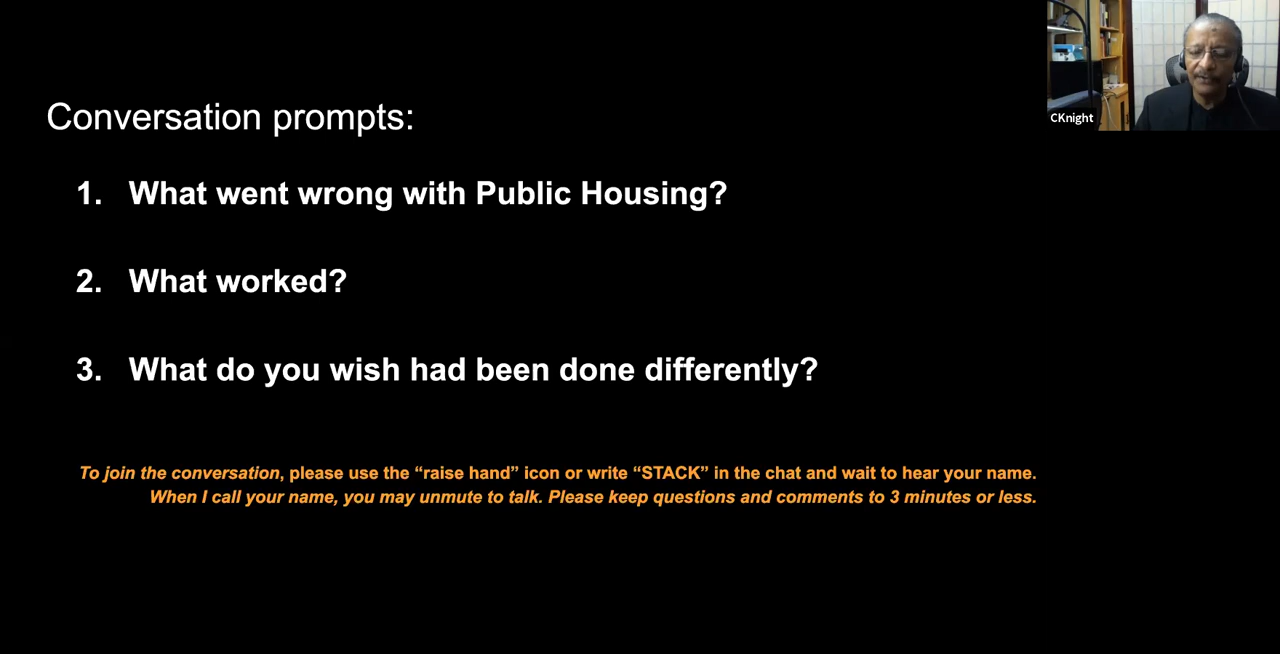 Conversation prompts:
CKnight
1. What went wrong with Public Housing?
2. What worked?
3. What do you wish had been done differently?
To join the conversation, please use the “raise hand” icon or write “STACK” in the chat and wait to hear your name.
When I call your name, you may unmute to talk. Please keep questions and comments to 3 minutes or less.